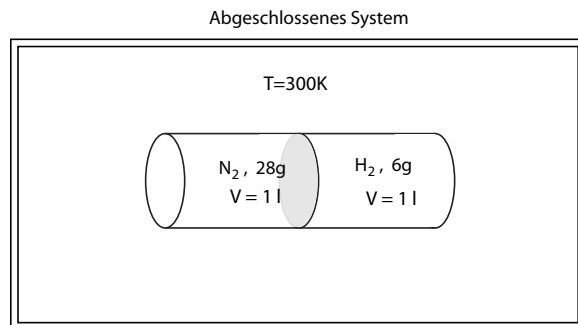 Abgeschlossenes System
T=300K
N₂ , 28g
V = 1 l
H₂ , 6g
V = 1 l